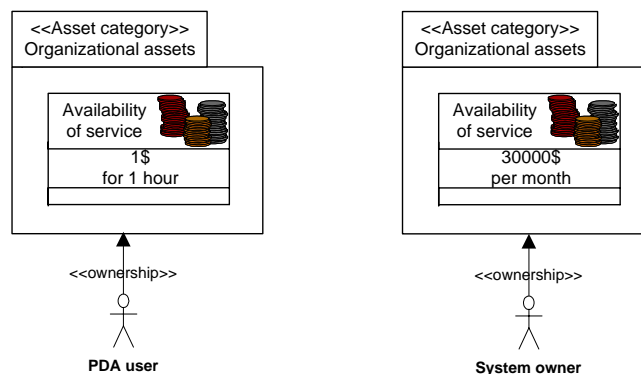 <<Asset category>>
Organizational assets
Availability
of service
1$
for 1 hour
<<ownership>>
PDA user
<<Asset category>>
Organizational assets
Availability
of service
30000$
per month
<<ownership>>
System owner